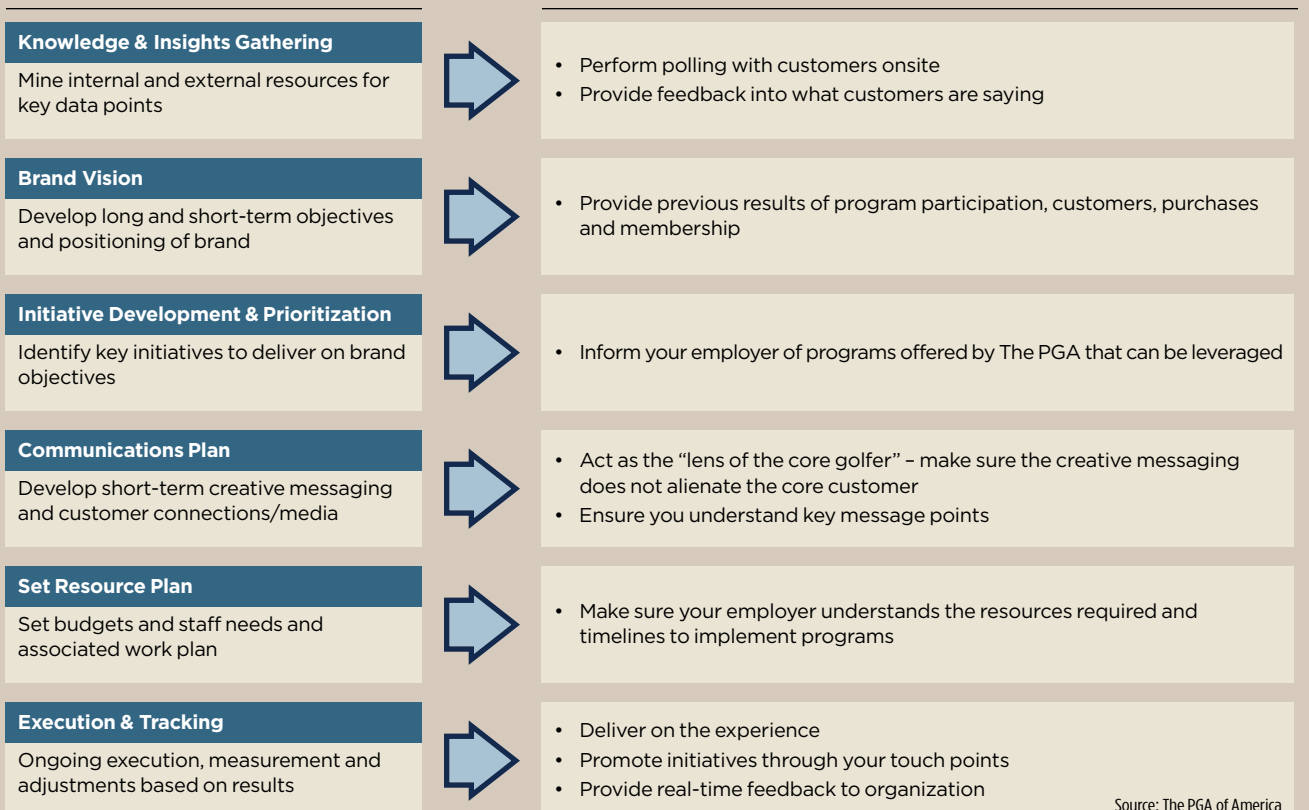 Knowledge & Insights Gathering
Mine internal and external resources for
key data points
• Perform polling with customers onsite
• Provide feedback into what customers are saying
Brand Vision
Develop long and short-term objectives
and positioning of brand
• Provide previous results of program participation, customers, purchases
and membership
Initiative Development & Prioritization
Identify key initiatives to deliver on brand
objectives
• Inform your employer of programs offered by The PGA that can be leveraged
Communications Plan
Develop short-term creative messaging
and customer connections/media
• Act as the “lens of the core golfer” – make sure the creative messaging
does not alienate the core customer
• Ensure you understand key message points
Set Resource Plan
Set budgets and staff needs and
associated work plan
• Make sure your employer understands the resources required and
timelines to implement programs
Execution & Tracking
Ongoing execution, measurement and
adjustments based on results
• Deliver on the experience
• Promote initiatives through your touch points
• Provide real-time feedback to organization
Source: The PGA of America